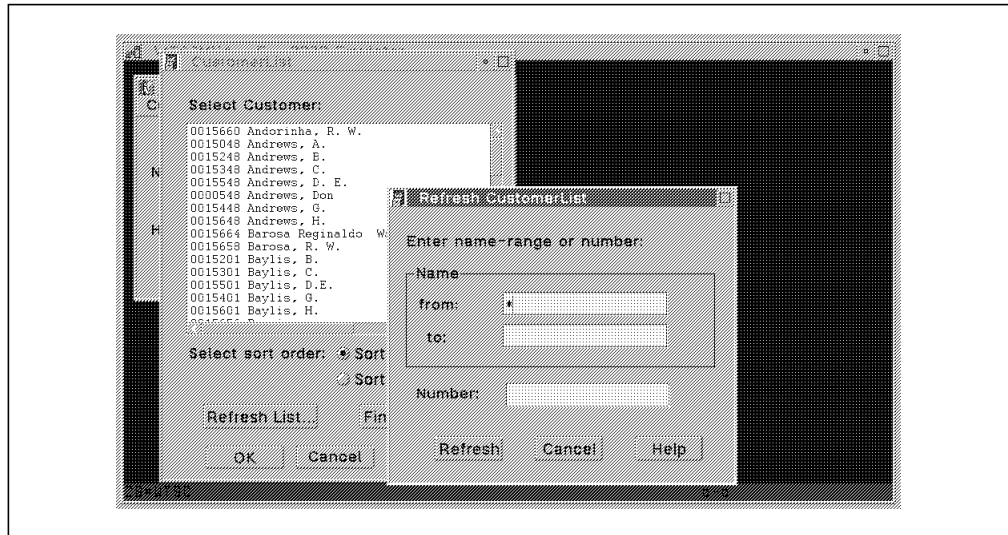 CustomerList
Select Customer:
0015660 Andorinha, R. W.
0015048 Andrews, A.
0015248 Andrews, B.
0015348 Andrews, C.
0015548 Andrews, D. E.
0000548 Andrews, Don
0015448 Andrews, G.
0015648 Andrews, H.
0015664 Barosa Reginaldo W
0015658 Barosa, R. W.
0015201 Baylis, B.
0015301 Baylis, C.
0015501 Baylis, D.E.
0015401 Baylis, G.
0015601 Baylis, H.
Select sort order:
Sort
Sort
Refresh List...
Fin
OK
Cancel
C
N
H
Refresh CustomerList
Enter name-range or number:
Name
from:
*
to:
Number:
Refresh
Cancel
Help